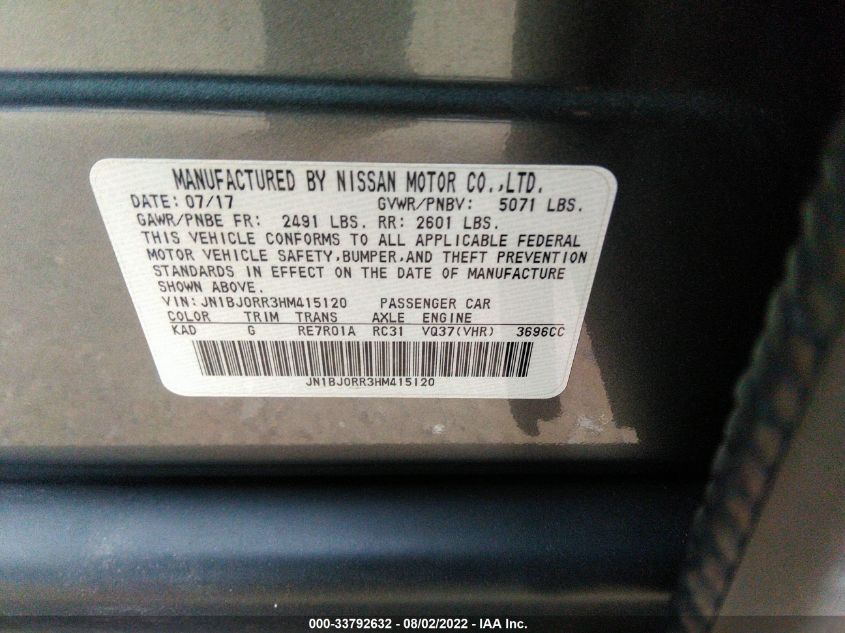 MANUFACTURED BY NISSAN MOTOR CO.,LTD.
DATE: 07/17 GVWR/PNBV: 5071 LBS.
GAWR/PNBE FR: 2491 LBS. RR: 2601 LBS.
THIS VEHICLE CONFORMS TO ALL APPLICABLE FEDERAL
MOTOR VEHICLE SAFETY,BUMPER,AND THEFT PREVENTION
STANDARDS IN EFFECT ON THE DATE OF MANUFACTURE
SHOWN ABOVE.
VIN: JN1BJ0RR3HM415120 PASSENGER CAR
COLOR TRIM TRANS AXLE ENGINE
KAD G RE7R01A RC31 VQ37(VHR) 3696CC
JN1BJ0RR3HM415120
000-33792632 - 08/02/2022 - IAA Inc.